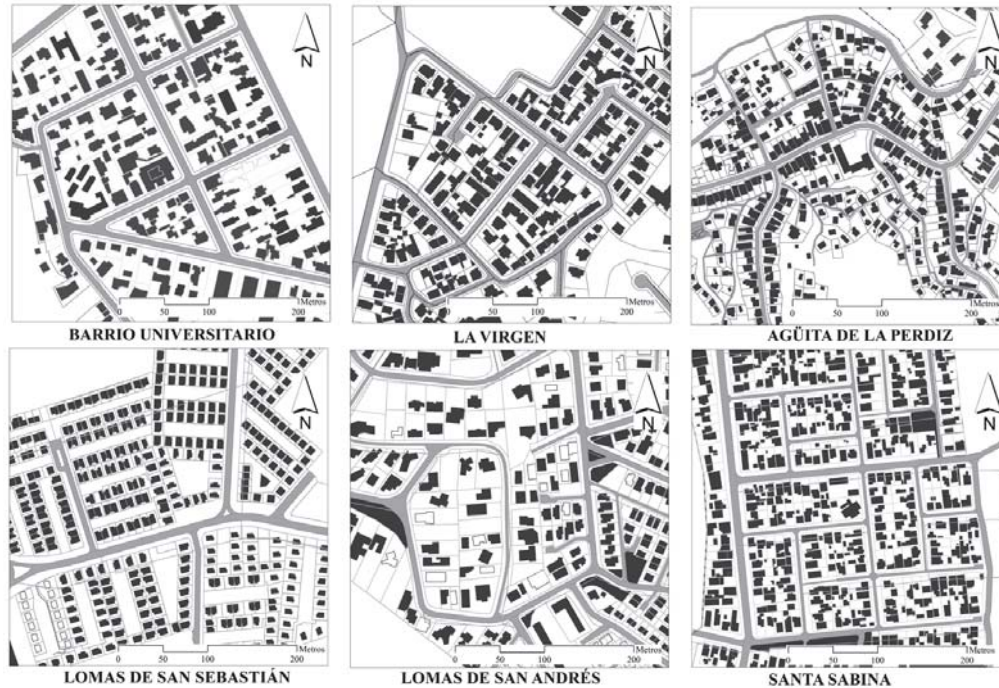 N
N
N
0 50 100 200 Metros
0 50 100 200 Metros
0 50 100 200 Metros
BARRIO UNIVERSITARIO
LA VIRGEN
AGÜITA DE LA PERDIZ
N
N
N
0 50 100 200 Metros
0 50 100 200 Metros
0 50 100 200 Metros
LOMAS DE SAN SEBASTIÁN
LOMAS DE SAN ANDRÉS
SANTA SABINA